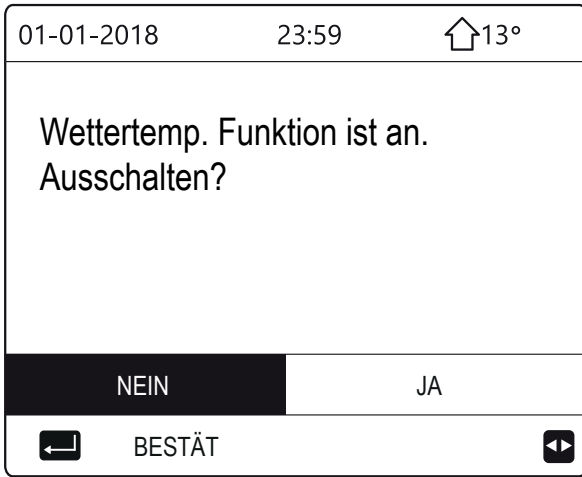 01-01-2018 23:59 13°
Wettertemp. Funktion ist an.
Ausschalten?
NEIN JA
BESTÄT